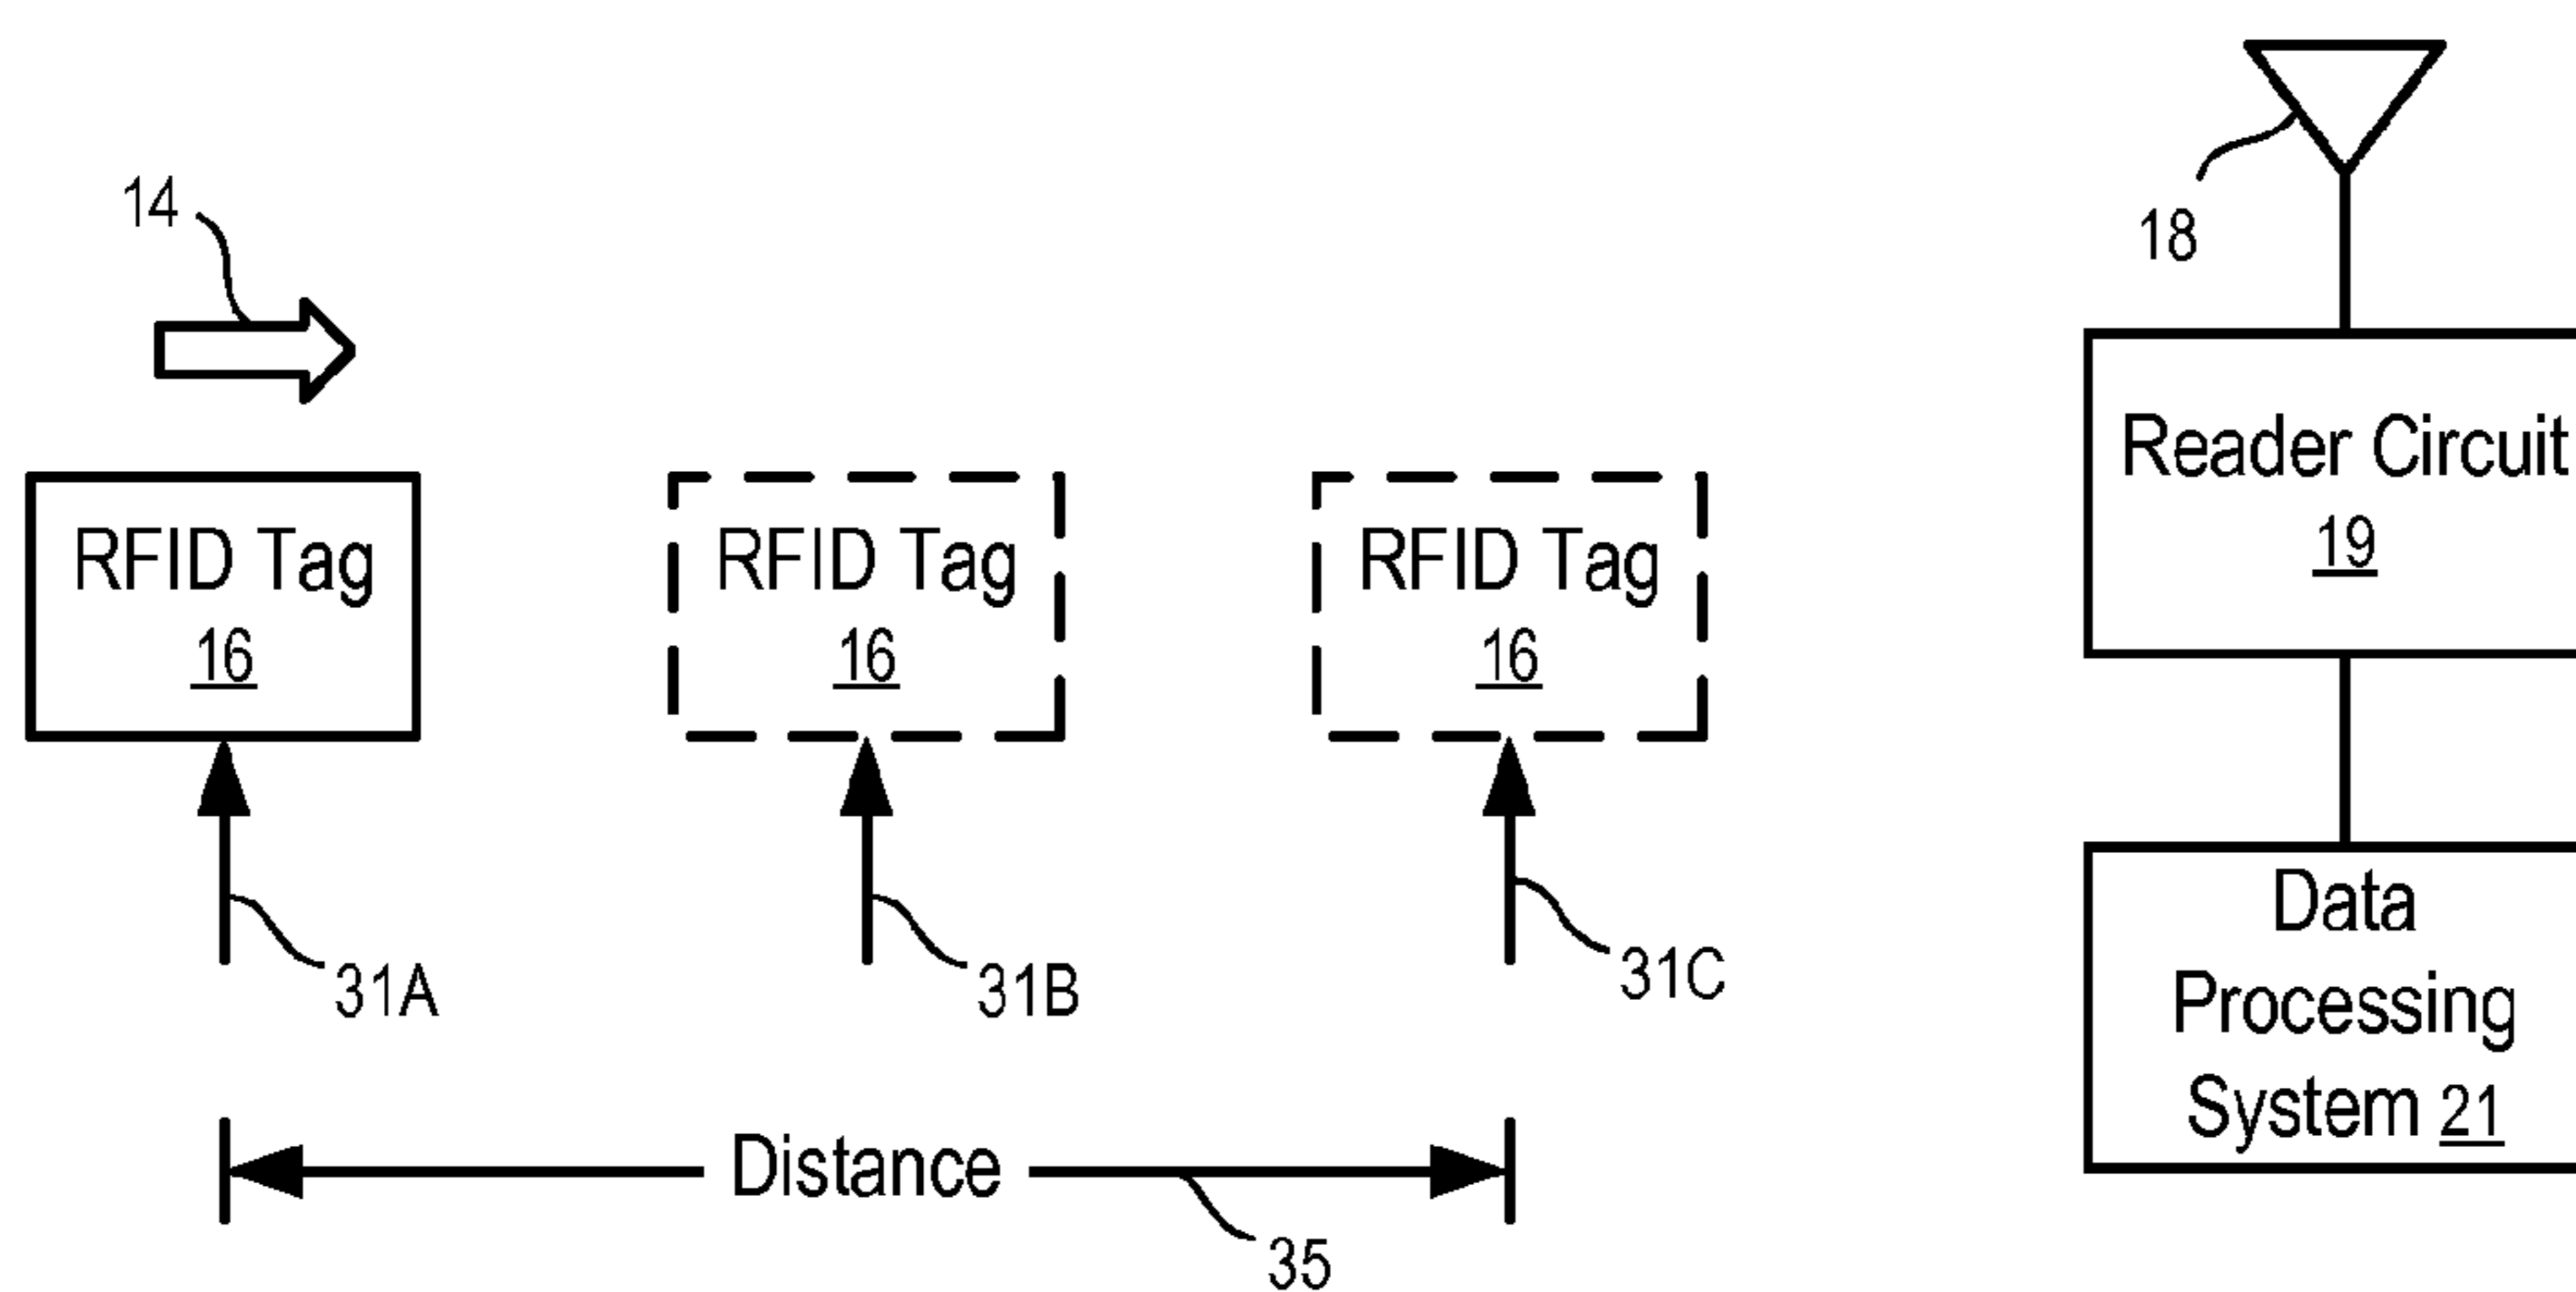 14
18
RFID Tag
16
RFID Tag
16
RFID Tag
16
Reader Circuit
19
31A
31B
31C
Data
Processing
System 21
Distance
35